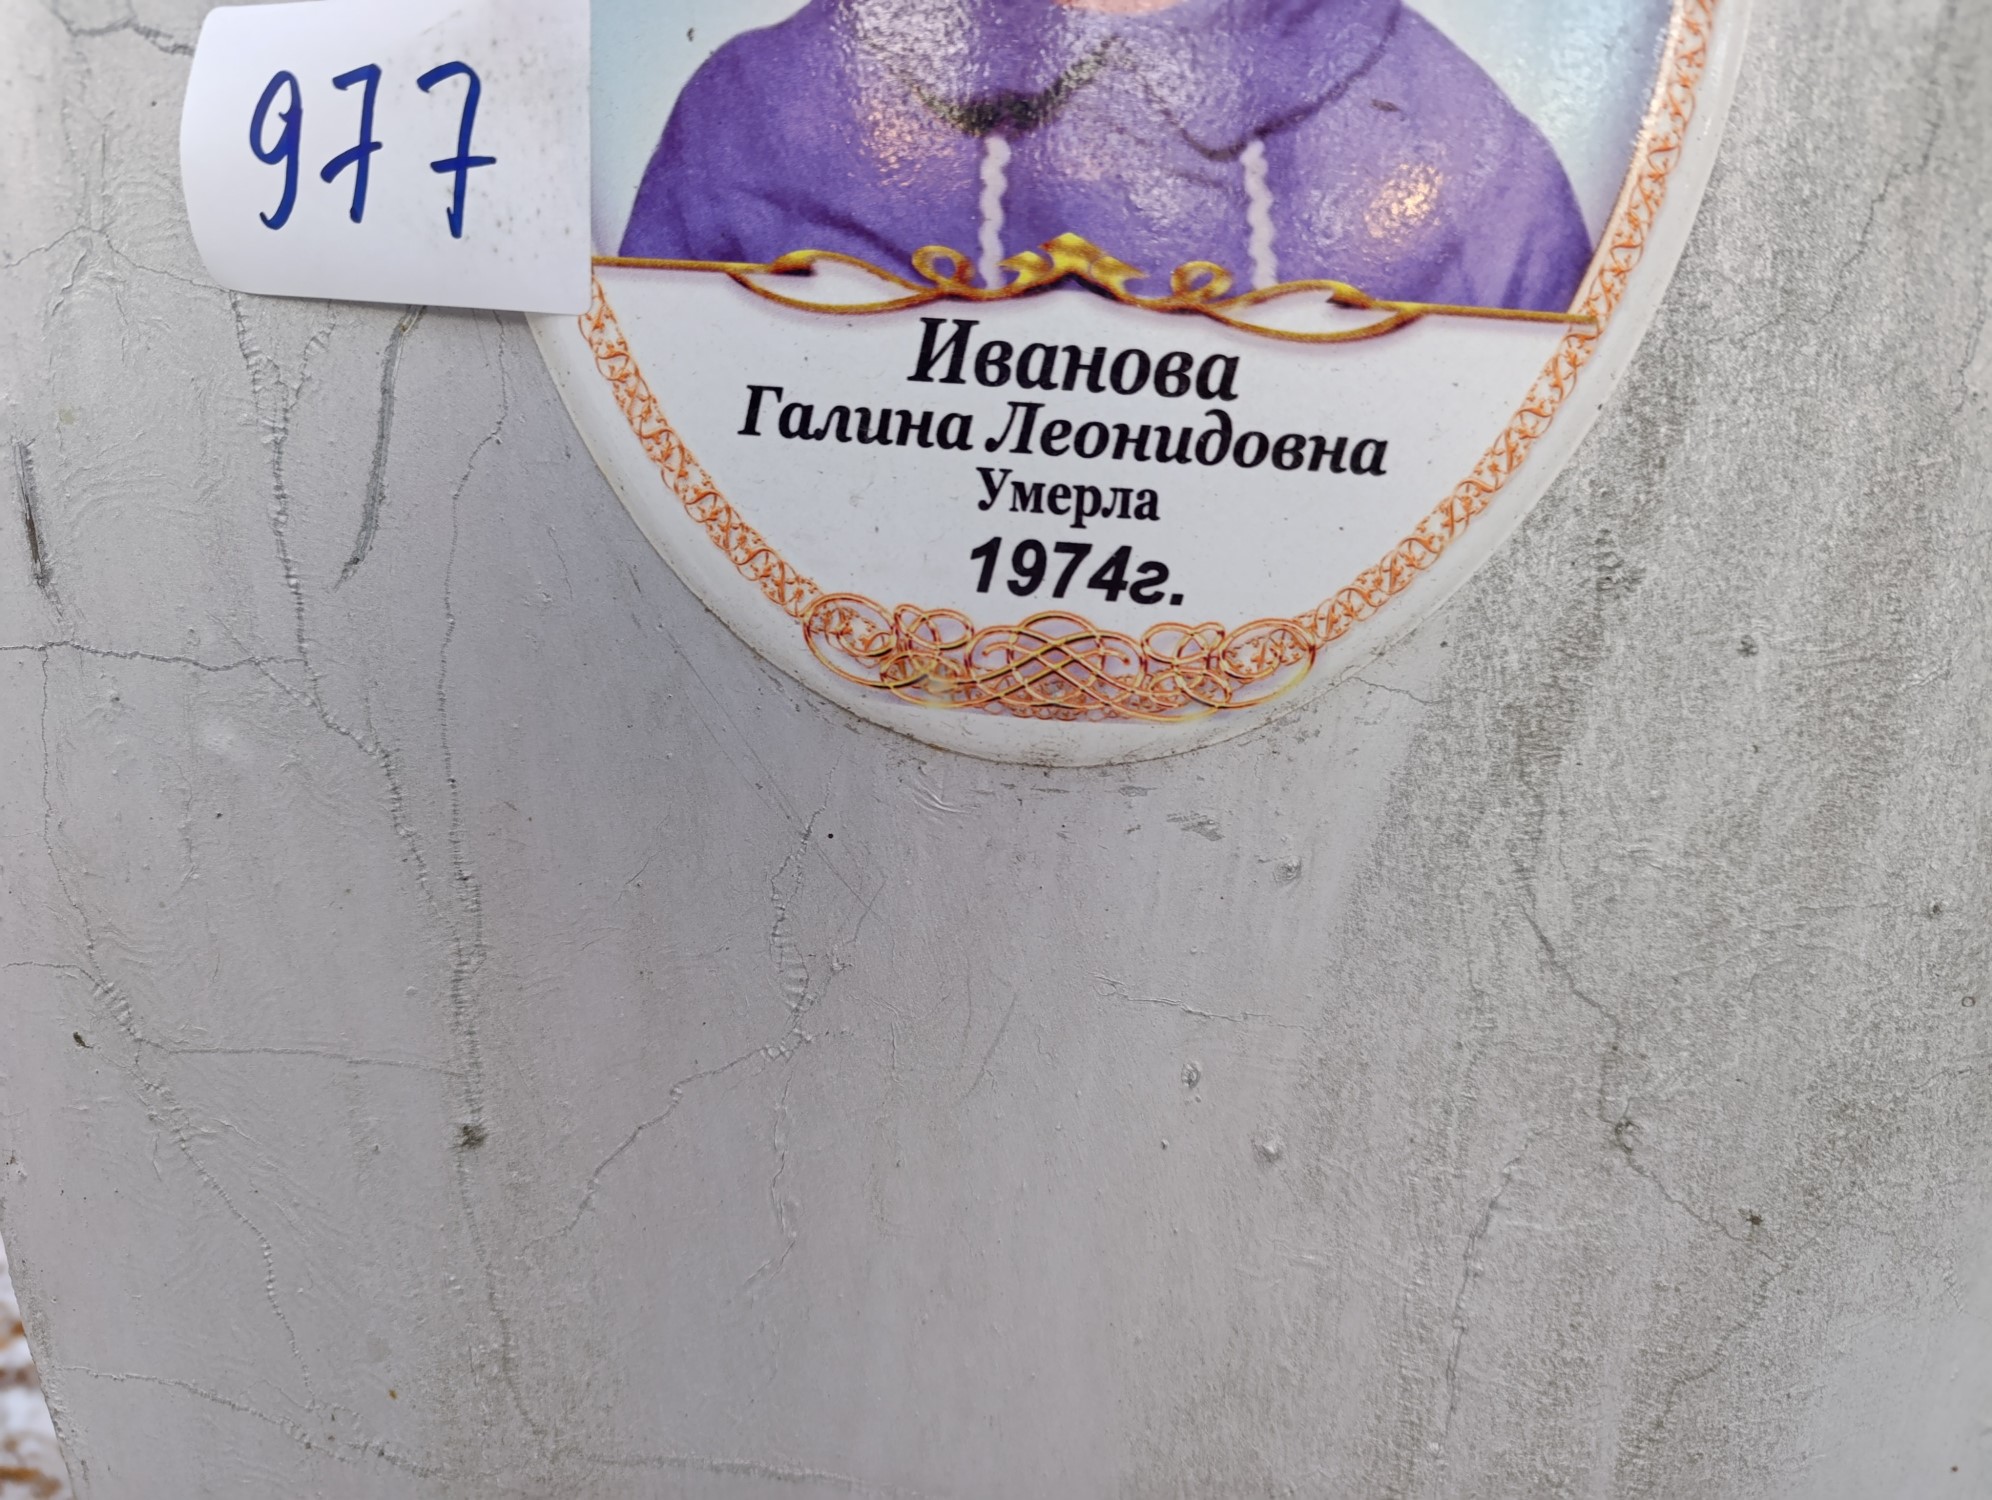 977
Иванова
Галина Леонидовна
Умерла
1974г.